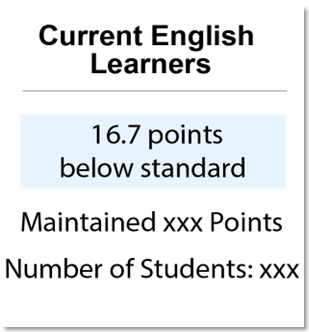 Current English
Learners
16.7 points
below standard
Maintained xxx Points
Number of Students: xxx